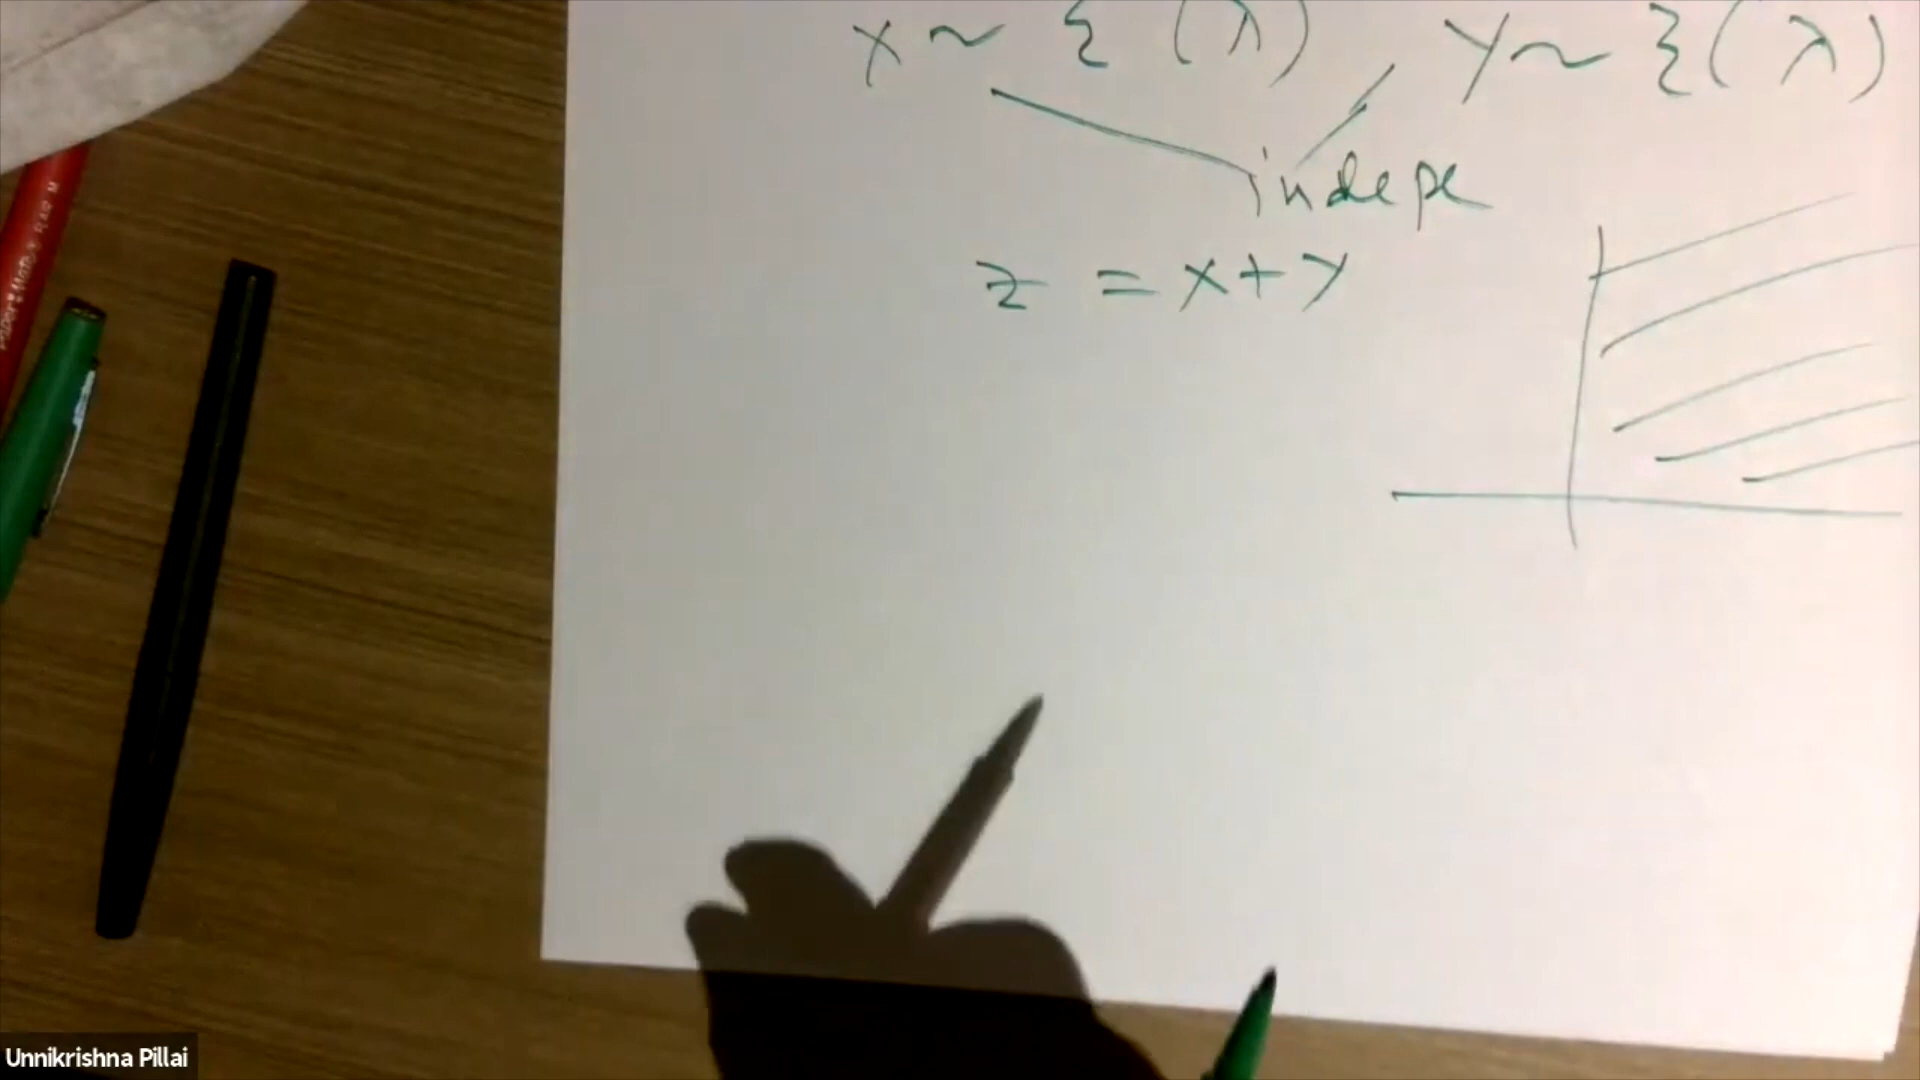 x ~ ξ(λ) y ~ ξ(λ)
indepe
z = x+y
Unnikrishna Pillai